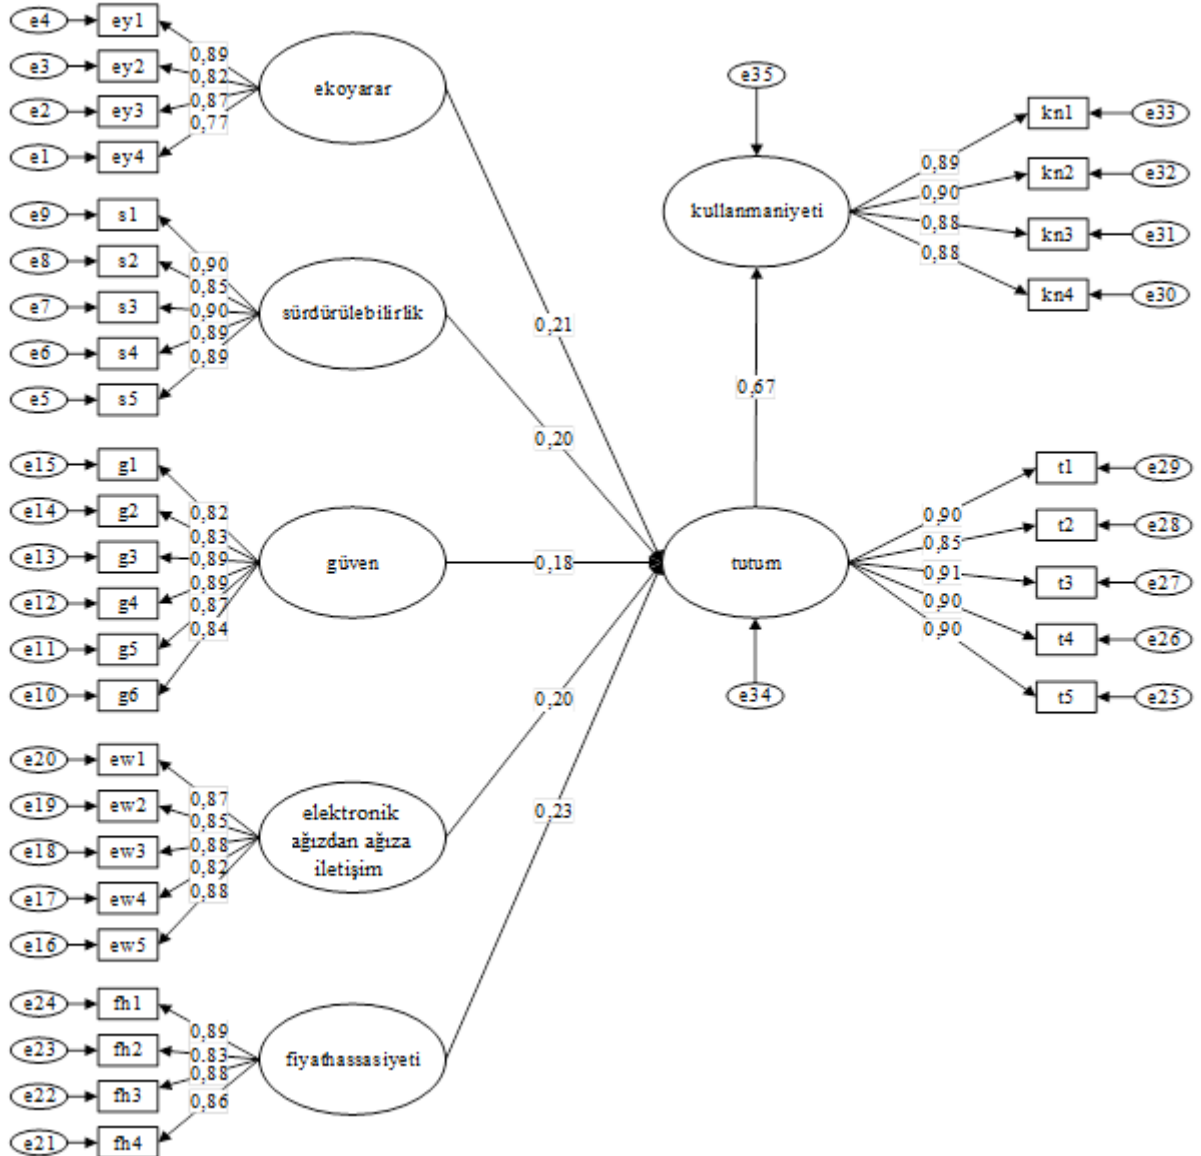 e4
ey1
e3
ey2
e2
ey3
e1
ey4
0,89
0,82
0,87
0,77
ekoyarar
e9
s1
e8
s2
e7
s3
e6
s4
e5
s5
0,90
0,85
0,90
0,89
0,89
sürdürülebilirlik
e15
g1
e14
g2
e13
g3
e12
g4
e11
g5
e10
g6
0,82
0,83
0,89
0,89
0,87
0,84
güven
e20
ew1
e19
ew2
e18
ew3
e17
ew4
e16
ew5
0,87
0,85
0,88
0,82
0,88
elektronik
ağızdan ağıza
iletişim
e24
fh1
e23
fh2
e22
fh3
e21
fh4
0,89
0,83
0,88
0,86
fiyathassasiyeti
0,21
0,20
0,18
0,20
0,23
e35
kullanmaniyeti
0,89
0,90
0,88
0,88
kn1
e33
kn2
e32
kn3
e31
kn4
e30
0,67
tutum
e34
0,90
0,85
0,91
0,90
0,90
t1
e29
t2
e28
t3
e27
t4
e26
t5
e25